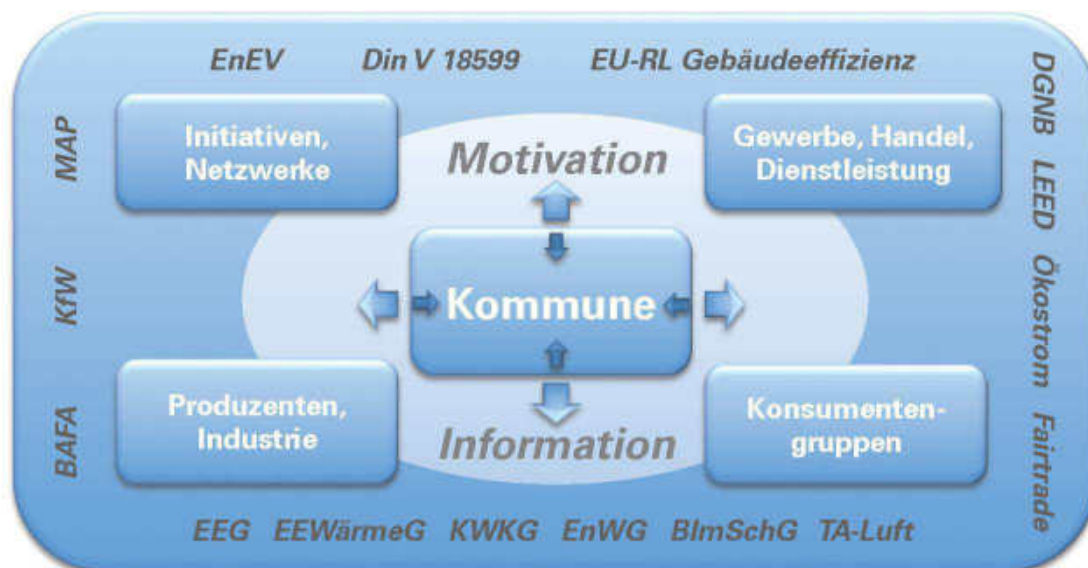 EnEV Din V 18599 EU-RL Gebäudeeffizienz
MAP
KfW
BAFA
Initiativen,
Netzwerke
Motivation
Gewerbe, Handel,
Dienstleistung
Kommune
Produzenten,
Industrie
Information
Konsumenten-
gruppen
DGNB LEED Ökostrom Fairtrade
EEG EEWärmeG KWKG EnWG BImSchG TA-Luft